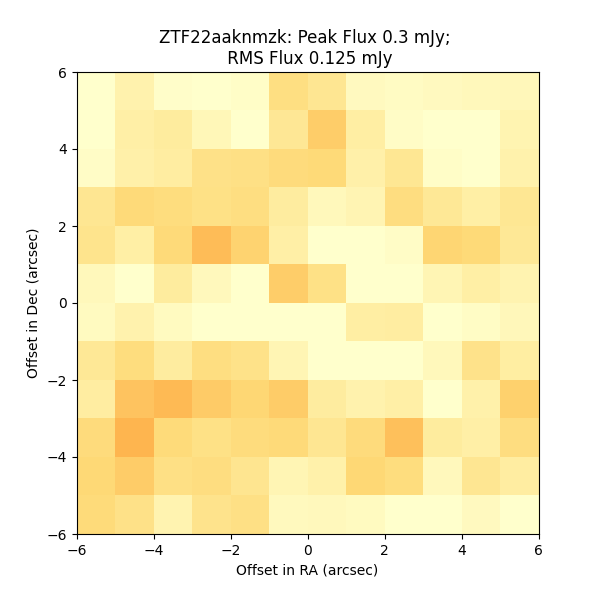 ZTF22aaknmzk: Peak Flux 0.3 mJy;
RMS Flux 0.125 mJy
6
4
2
0
−2
−4
−6
Offset in Dec (arcsec)
−6 −4 −2 0 2 4 6
Offset in RA (arcsec)